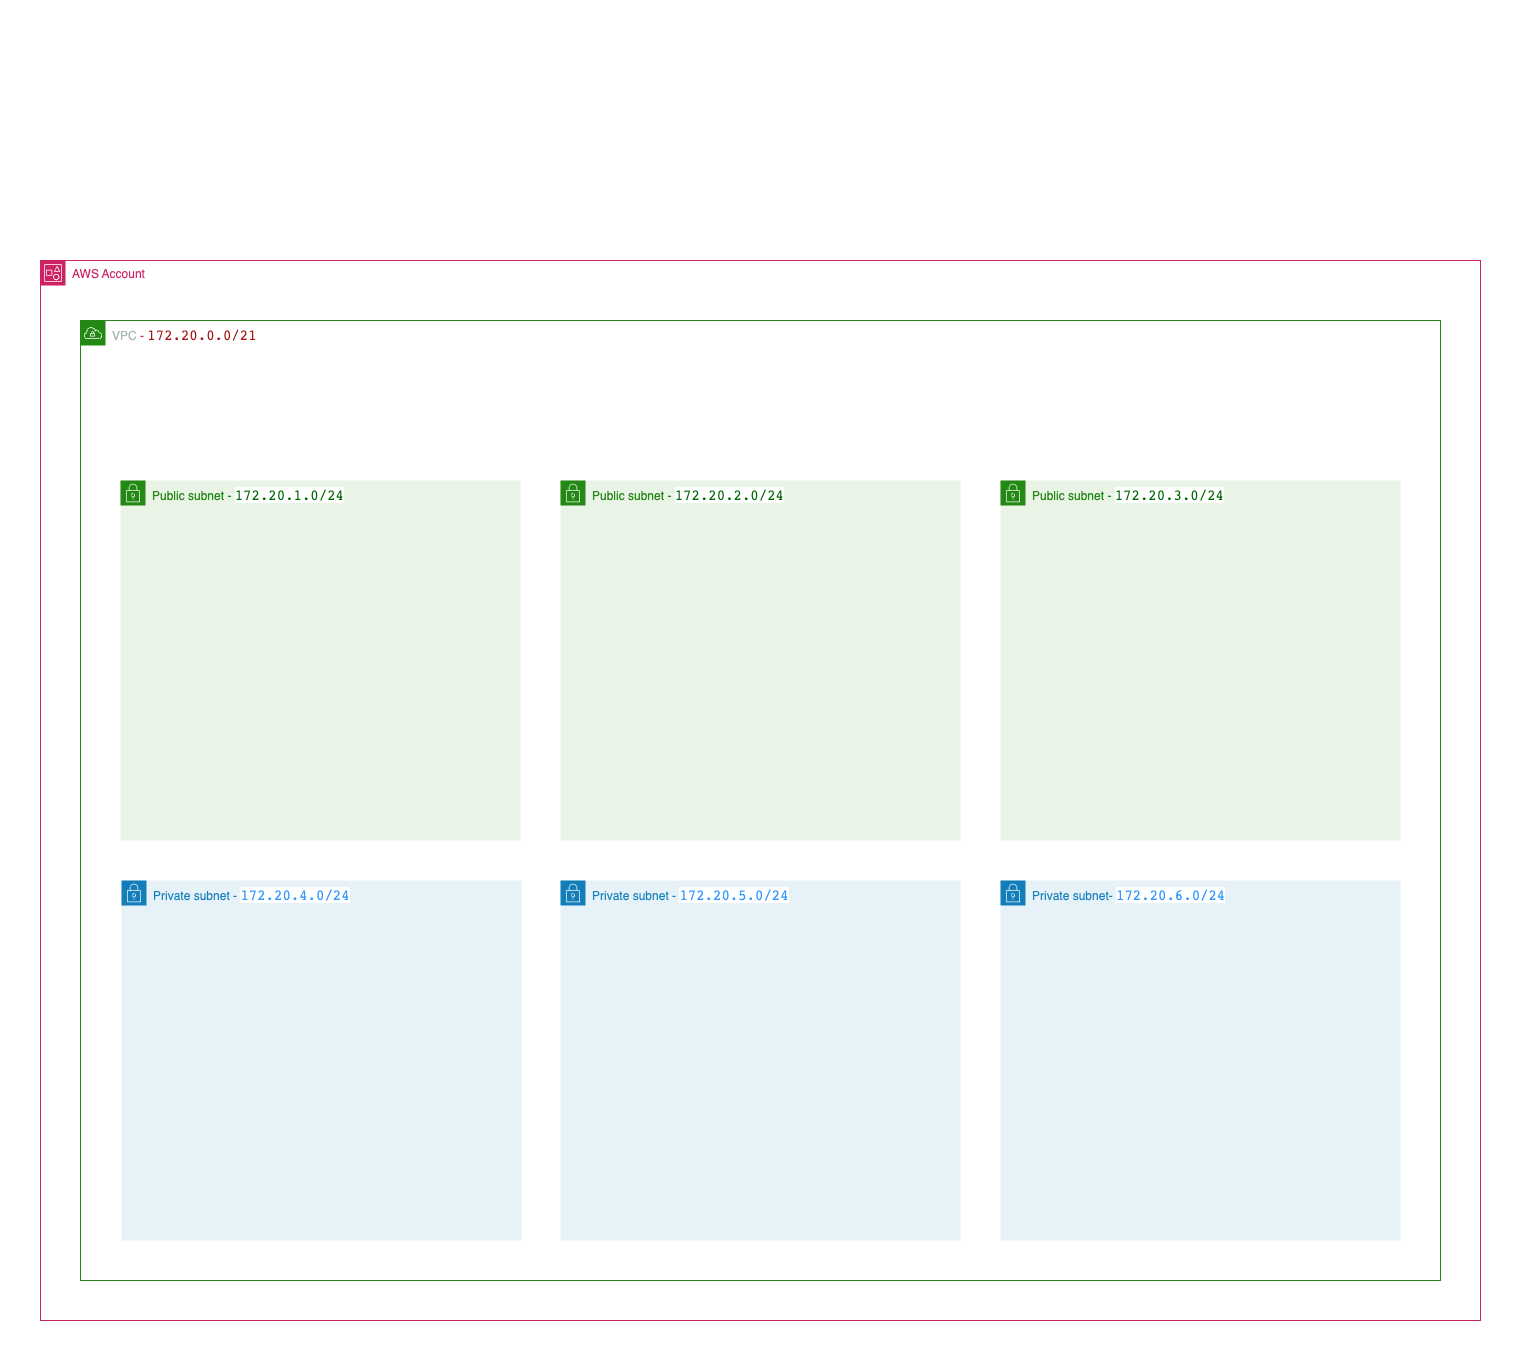 AWS Account
VPC - 172.20.0.0/21
Public subnet - 172.20.1.0/24
Public subnet - 172.20.2.0/24
Public subnet - 172.20.3.0/24
Private subnet - 172.20.4.0/24
Private subnet - 172.20.5.0/24
Private subnet- 172.20.6.0/24